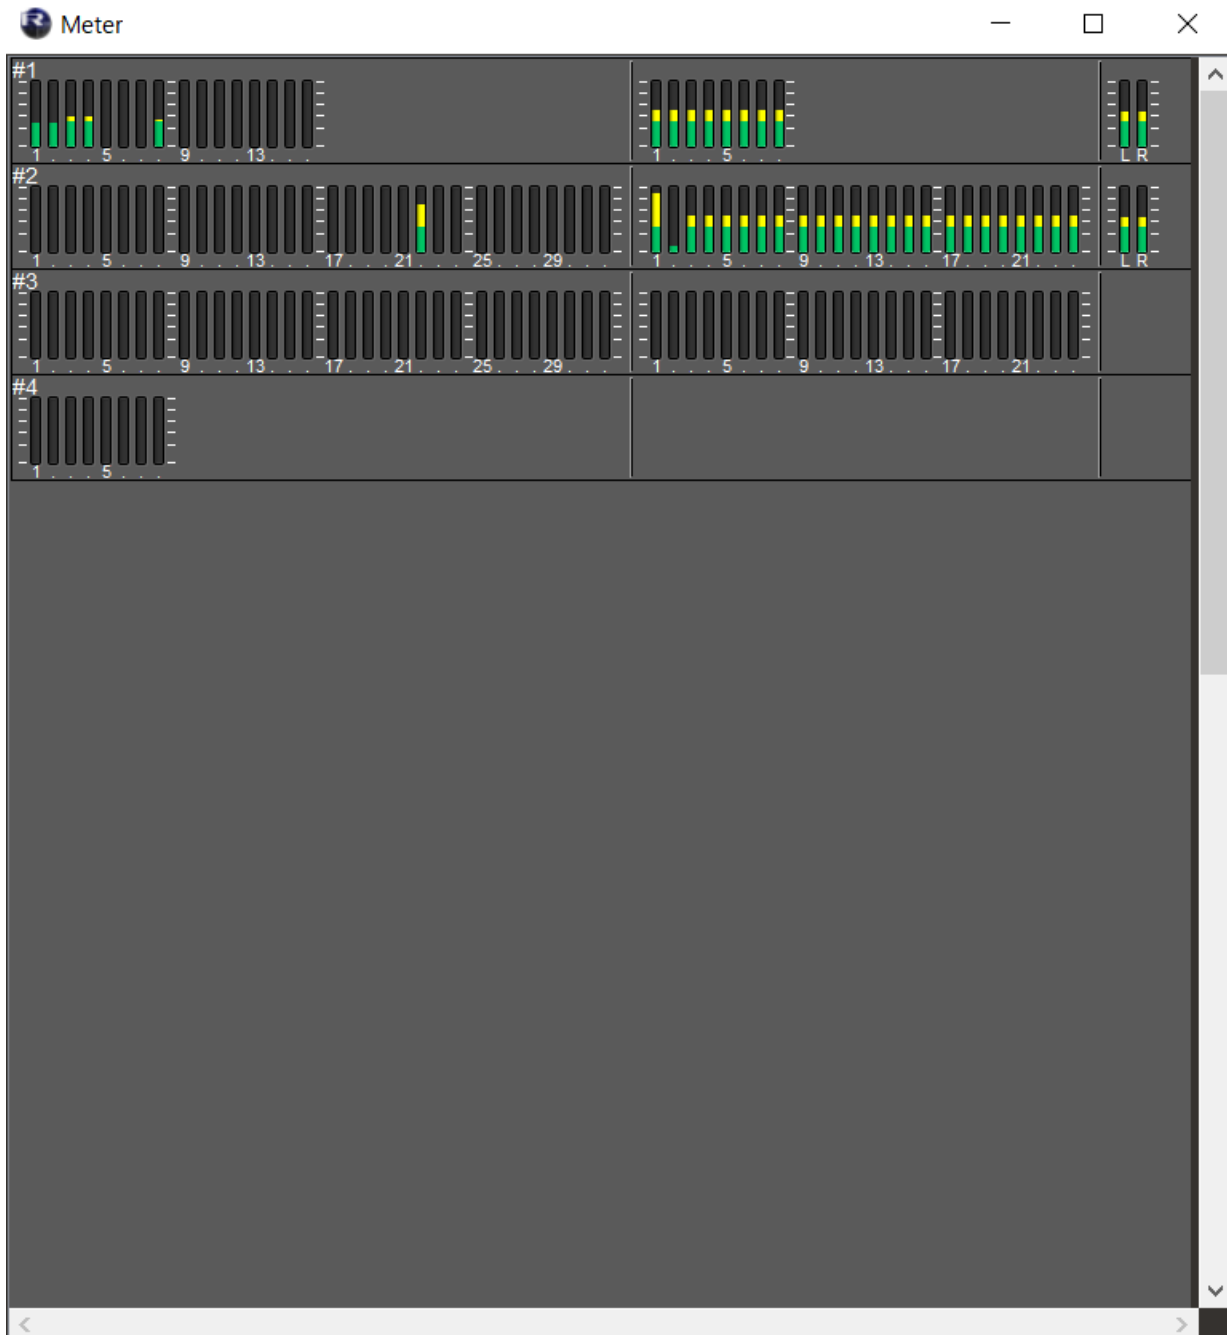 Meter
#1
1 . . . 5 . . . 9 . . . 13 . . . 1 . . . 5 . . . L R
#2
1 . . . 5 . . . 9 . . . 13 . . . 17 . . . 21 . . . 25 . . . 29 . . . 1 . . . 5 . . . 9 . . . 13 . . . 17 . . . 21 . . . L R
#3
1 . . . 5 . . . 9 . . . 13 . . . 17 . . . 21 . . . 25 . . . 29 . . . 1 . . . 5 . . . 9 . . . 13 . . . 17 . . . 21 . . .
#4
1 . . . 5 . . .